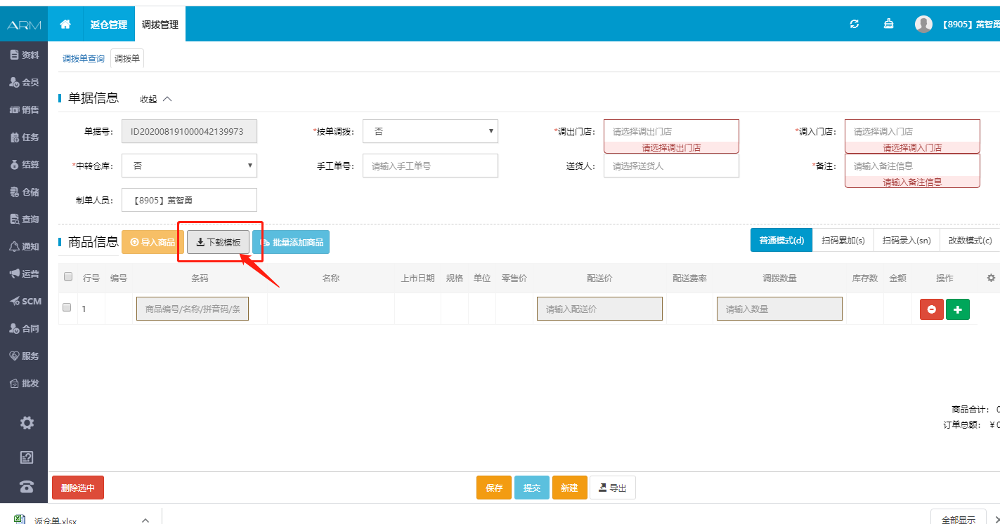 ARM
返仓管理
调拨管理
【8905】黄智勇
资料
会员
销售
任务
结算
仓储
查询
通知
运营
SCM
合同
服务
批发
调拨单查询
调拨单
单据信息
收起
单据号:
ID202008191000042139973
*按单调拨:
否
*调出门店:
请选择调出门店
请选择调出门店
*调入门店:
请选择调入门店
请选择调入门店
*中转仓库:
否
手工单号:
请输入手工单号
送货人:
请选择送货人
*备注:
请输入备注信息
请输入备注信息
制单人员:
【8905】黄智勇
商品信息
导入商品
下载模板
批量添加商品
普通模式(d)
扫码累加(s)
扫码录入(sn)
改数模式(c)
行号
编号
条码
名称
上市日期
规格
单位
零售价
配送价
配送费率
调拨数量
库存数
金额
操作
1
商品编号/名称/拼音码/条
请输入配送价
请输入数量
商品合计: 0
订单总额: ￥0
删除选中
保存
提交
新建
导出
返仓单.xlsx
全部显示